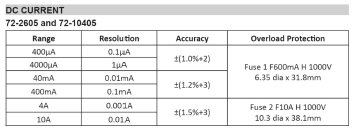 DC CURRENT
72-2605 and 72-10405
Range Resolution Accuracy Overload Protection
400µA 0.1µA ±(1.0%+2) Fuse 1 F600mA H 1000V
4000µA 1µA 6.35 dia x 31.8mm
40mA 0.01mA ±(1.2%+3)
400mA 0.1mA
4A 0.001A ±(1.5%+3) Fuse 2 F10A H 1000V
10A 0.01A 10.3 dia x 38.1mm